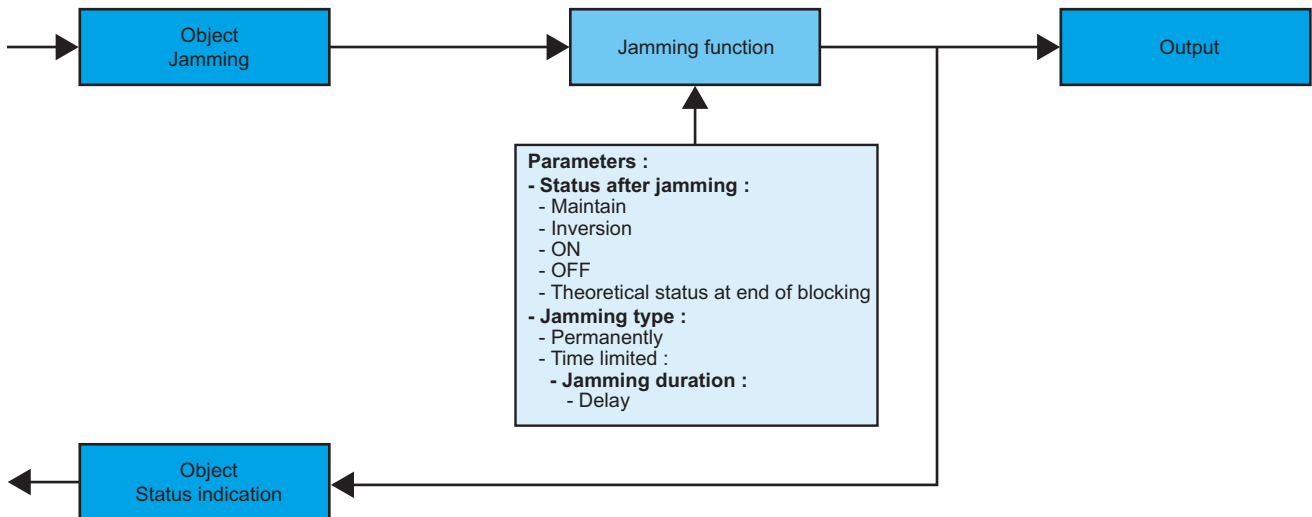 Object
Jamming
Jamming function
Output
Parameters :
- Status after jamming :
- Maintain
- Inversion
- ON
- OFF
- Theoretical status at end of blocking
- Jamming type :
- Permanently
- Time limited :
- Jamming duration :
- Delay
Object
Status indication